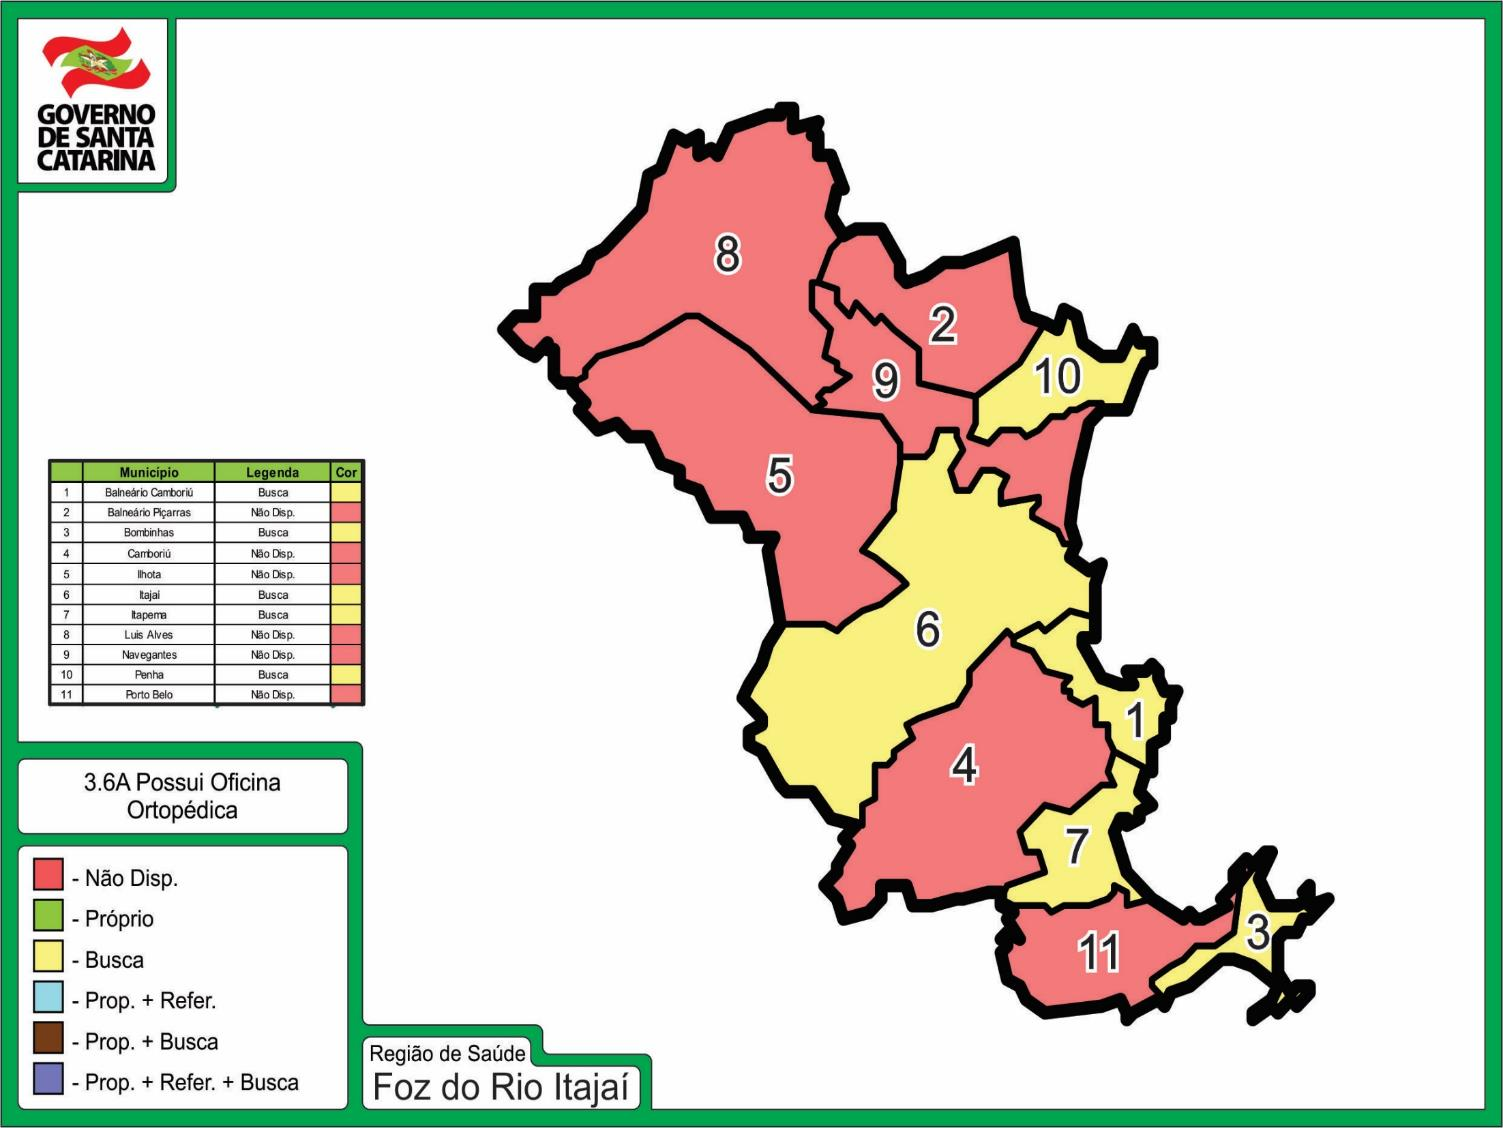 GOVERNO
DE SANTA
CATARINA
8
2
10
9
5
6
1
4
7
3
11
Município Legenda Cor
1 Balneário Camboriú Busca
2 Balneário Piçarras Não Disp.
3 Bombinhas Busca
4 Camboriú Não Disp.
5 Ilhota Não Disp.
6 Itajaí Busca
7 Itapema Busca
8 Luis Alves Não Disp.
9 Navegantes Não Disp.
10 Penha Busca
11 Porto Belo Não Disp.
3.6A Possui Oficina
Ortopédica
- Não Disp.
- Próprio
- Busca
- Prop. + Refer.
- Prop. + Busca
- Prop. + Refer. + Busca
Região de Saúde
Foz do Rio Itajaí